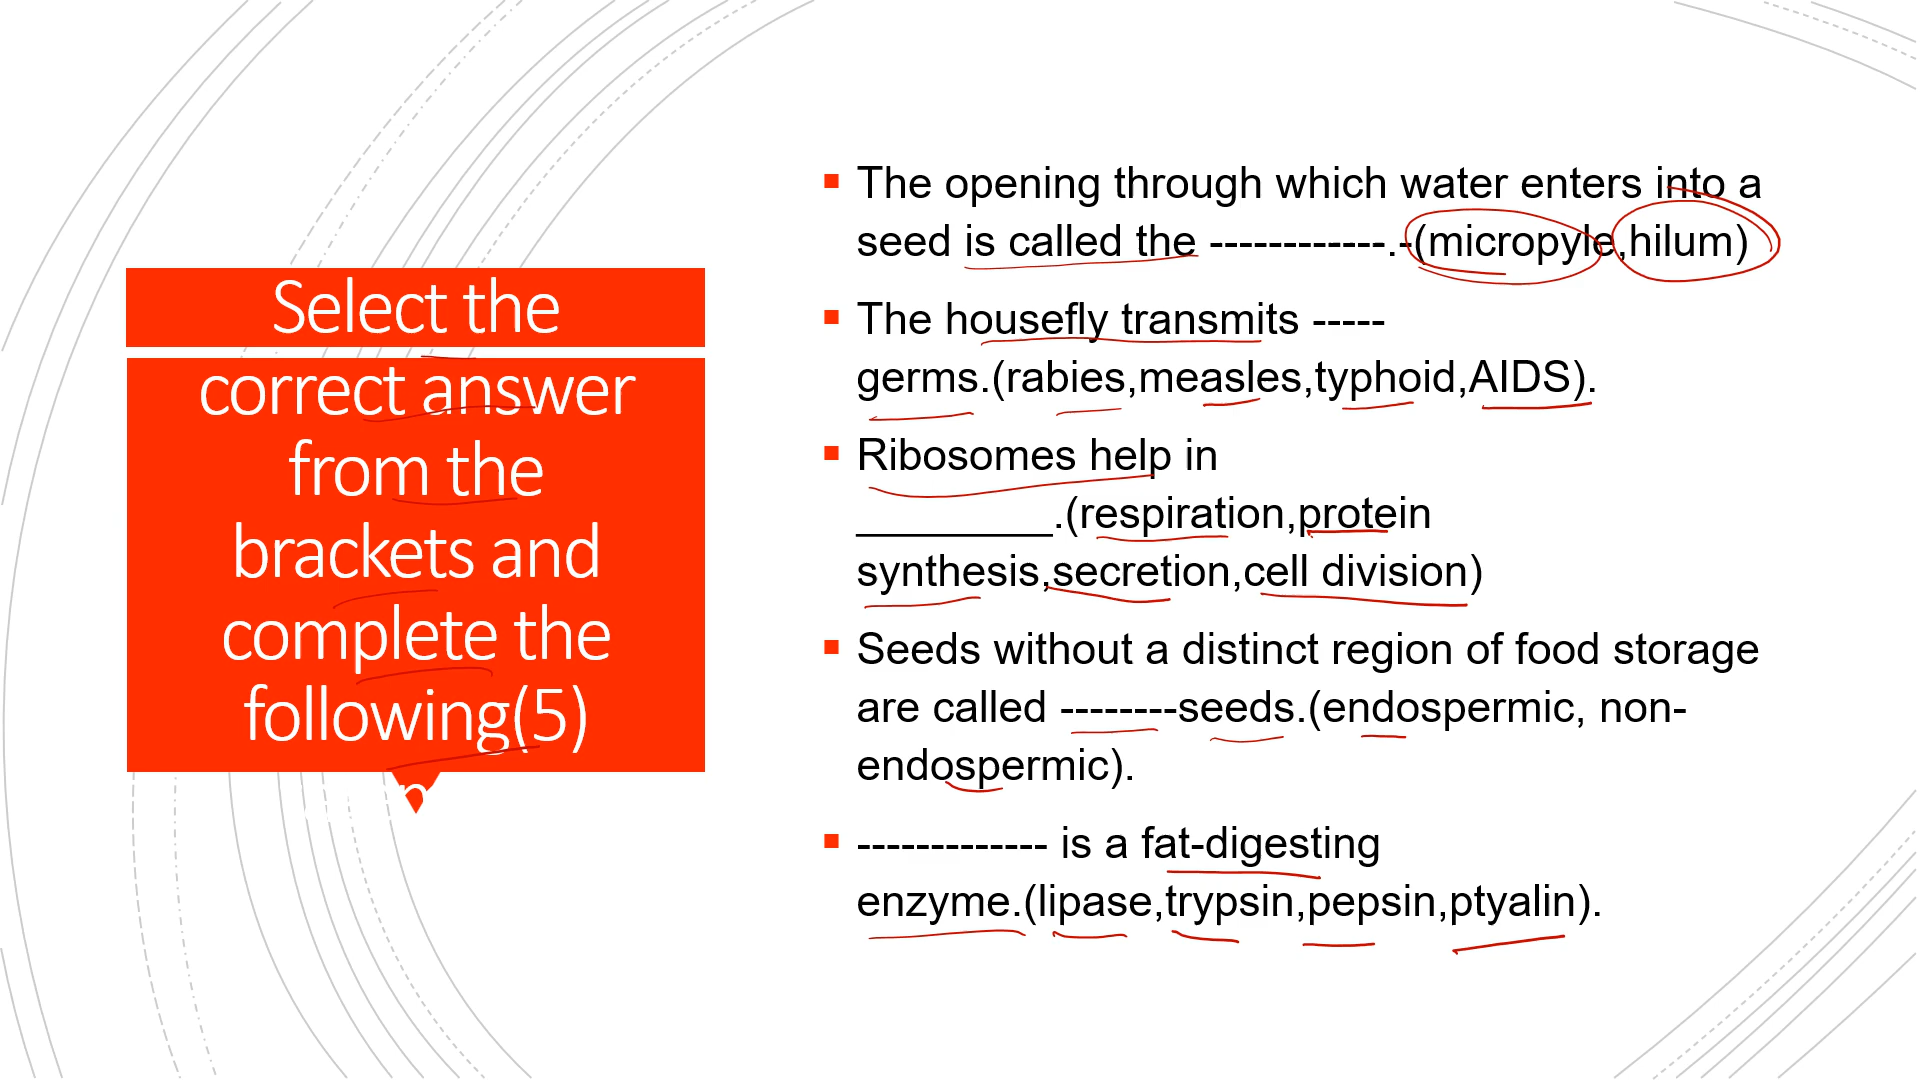 Select the
correct answer
from the
brackets and
complete the
following(5)
The opening through which water enters into a
seed is called the ------------.-(micropyle,hilum)
The housefly transmits -----
germs.(rabies,measles,typhoid,AIDS).
Ribosomes help in
________.(respiration,protein
synthesis,secretion,cell division)
Seeds without a distinct region of food storage
are called --------seeds.(endospermic, non-
endospermic).
------------- is a fat-digesting
enzyme.(lipase,trypsin,pepsin,ptyalin).